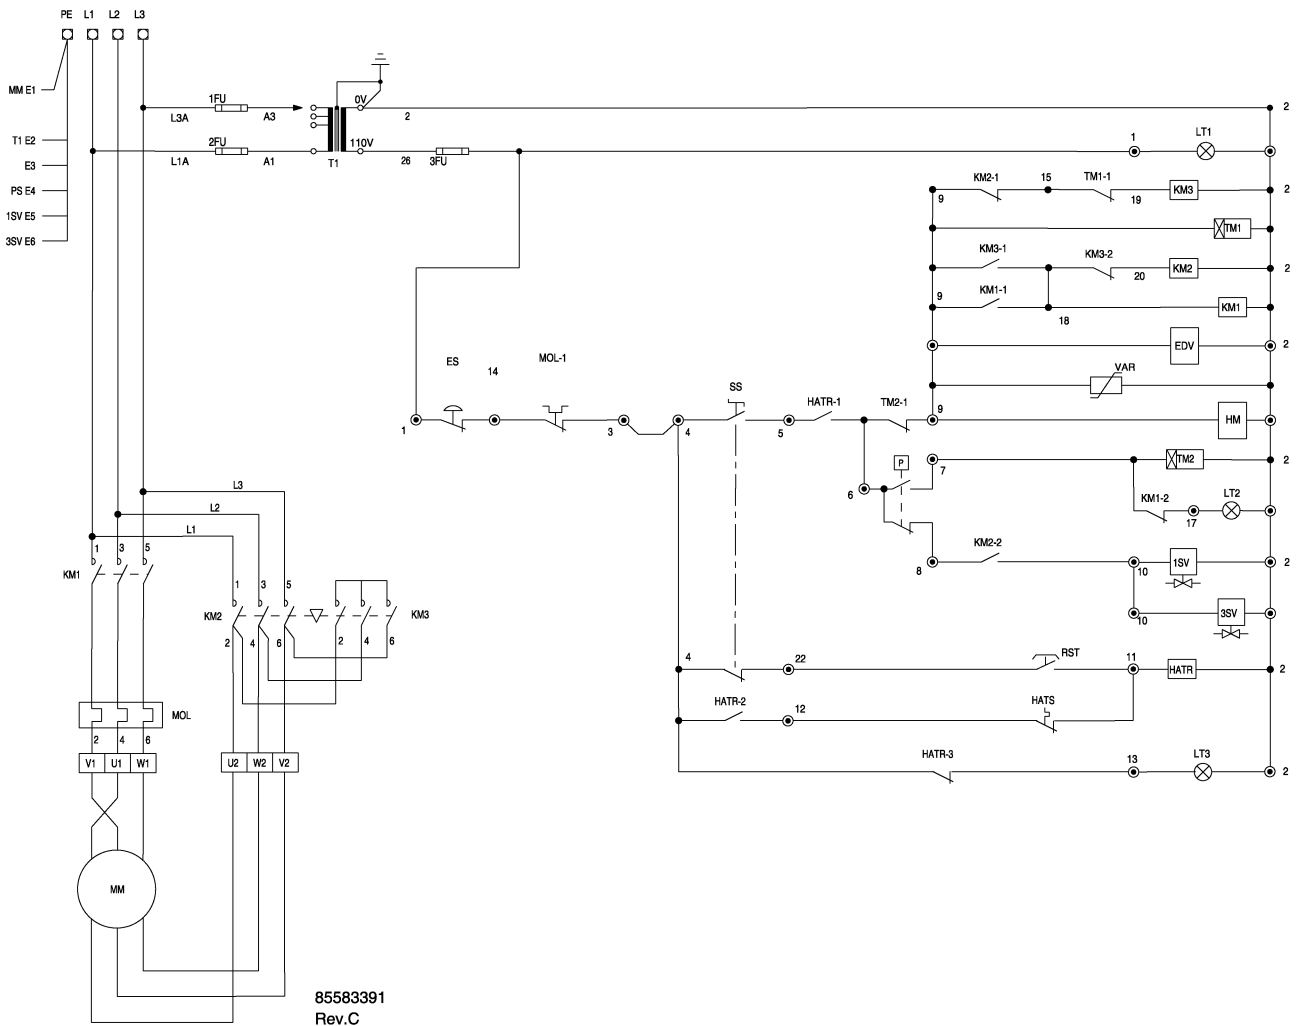 PE L1 L2 L3
MM E1
T1 E2
E3
PS E4
1SV E5
3SV E6
1FU
L3A A3
2FU
L1A A1
0V
110V
T1
2 2
26 3FU
1 LT1
KM2-1 15 TM1-1
9 19 KM3 2
TM1
KM3-1 KM3-2
20 KM2 2
KM1-1
9 18 KM1
EDV 2
VAR
ES 14 MOL-1
SS
HATR-1 TM2-1 9
1 3 4 5 HM
P
7 TM2 2
6
KM1-2 LT2
17
KM2-2
8 10 1SV 2
10 3SV
4 22 RST 11
HATR 2
HATR-2 12 HATS
HATR-3 13 LT3
2
L3
L2
L1
1 3 5
KM1
1 3 5
KM2 KM3
2 4 6 2 4 6
MOL
2 4 6
V1 U1 W1 U2 W2 V2
MM
85583391
Rev.C